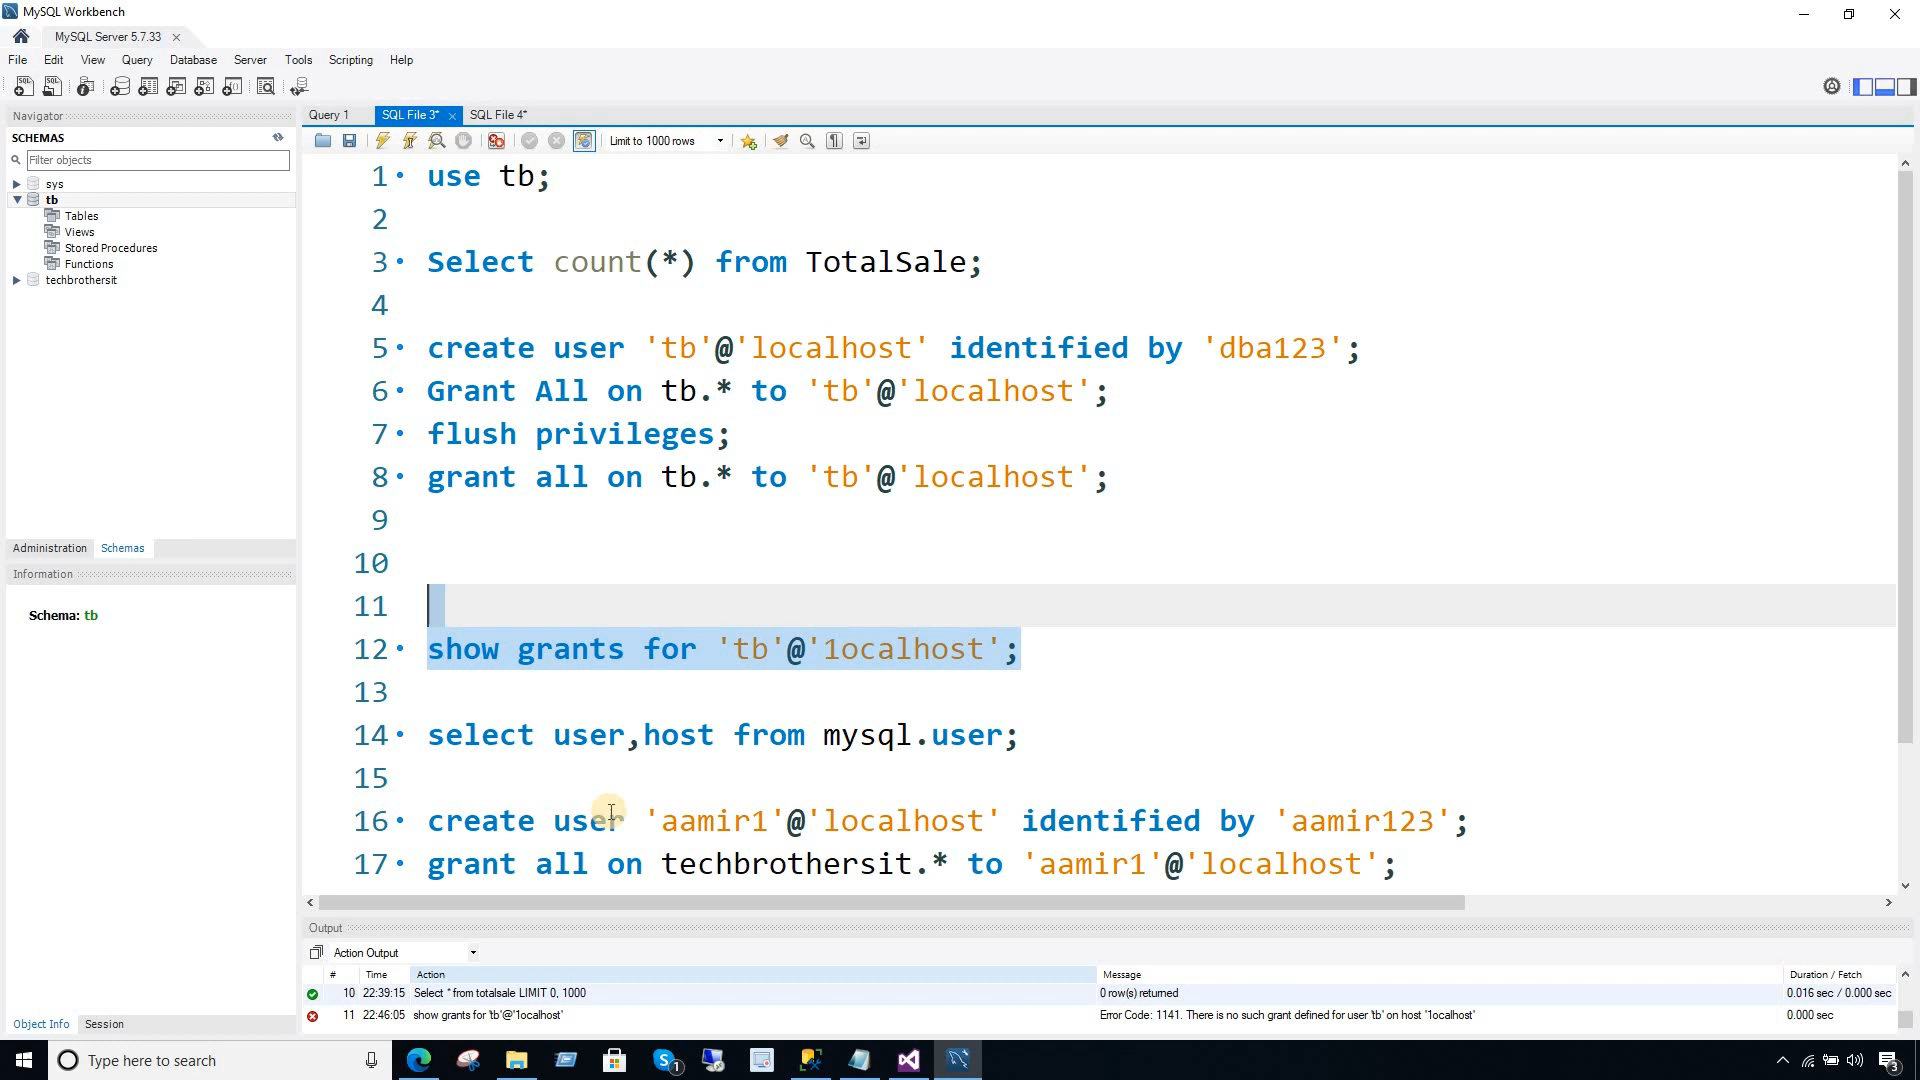 MySQL Workbench
MySQL Server 5.7.33
File Edit View Query Database Server Tools Scripting Help
Navigator
SCHEMAS
Filter objects
sys
tb
Tables
Views
Stored Procedures
Functions
techbrothersit
Administration Schemas
Information
Schema: tb
Object Info Session
Query 1 SQL File 3* SQL File 4*
Limit to 1000 rows
1 use tb;
2
3 Select count(*) from TotalSale;
4
5 create user 'tb'@'localhost' identified by 'dba123';
6 Grant All on tb.* to 'tb'@'localhost';
7 flush privileges;
8 grant all on tb.* to 'tb'@'localhost';
9
10
11
12 show grants for 'tb'@'1ocalhost';
13
14 select user,host from mysql.user;
15
16 create user 'aamir1'@'localhost' identified by 'aamir123';
17 grant all on techbrothersit.* to 'aamir1'@'localhost';
Output
Action Output
# Time Action Message Duration / Fetch
10 22:39:15 Select * from totalsale LIMIT 0, 1000 0 row(s) returned 0.016 sec / 0.000 sec
11 22:46:05 show grants for 'tb'@'1ocalhost' Error Code: 1141. There is no such grant defined for user 'tb' on host '1ocalhost' 0.000 sec
Type here to search
1
3